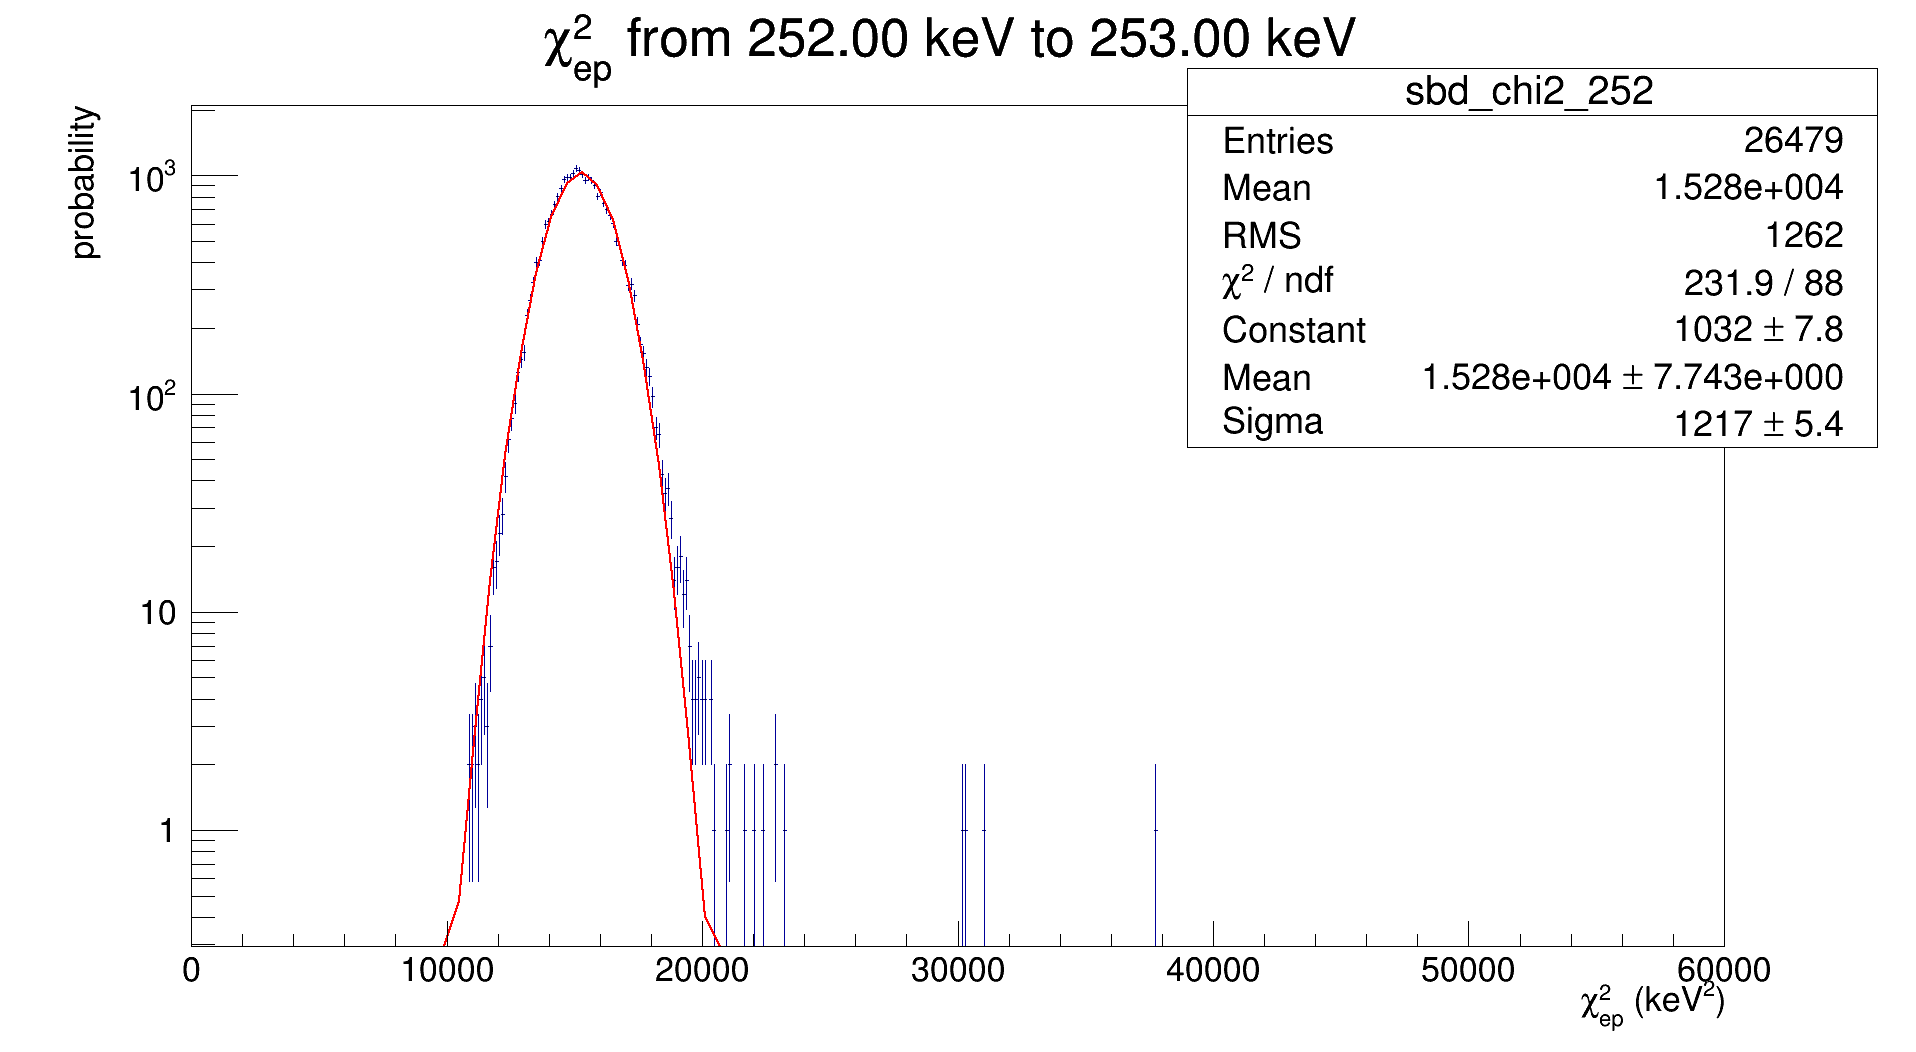 χ²ep from 252.00 keV to 253.00 keV
sbd_chi2_252
Entries 26479
Mean 1.528e+004
RMS 1262
χ² / ndf 231.9 / 88
Constant 1032 ± 7.8
Mean 1.528e+004 ± 7.743e+000
Sigma 1217 ± 5.4
probability
10³
10²
10
1
0 10000 20000 30000 40000 50000 60000
χ²ep (keV²)